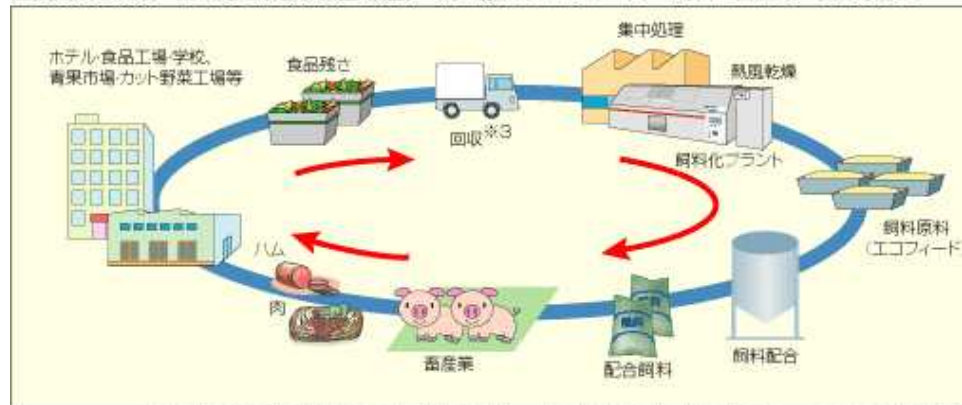 ホテル・食品工場・学校、
青果市場・カット野菜工場等
食品残さ
回収※3
集中処理
熱風乾燥
飼料化プラント
飼料原料
(エコフィード)
飼料配合
配合飼料
畜産業
ハム
肉